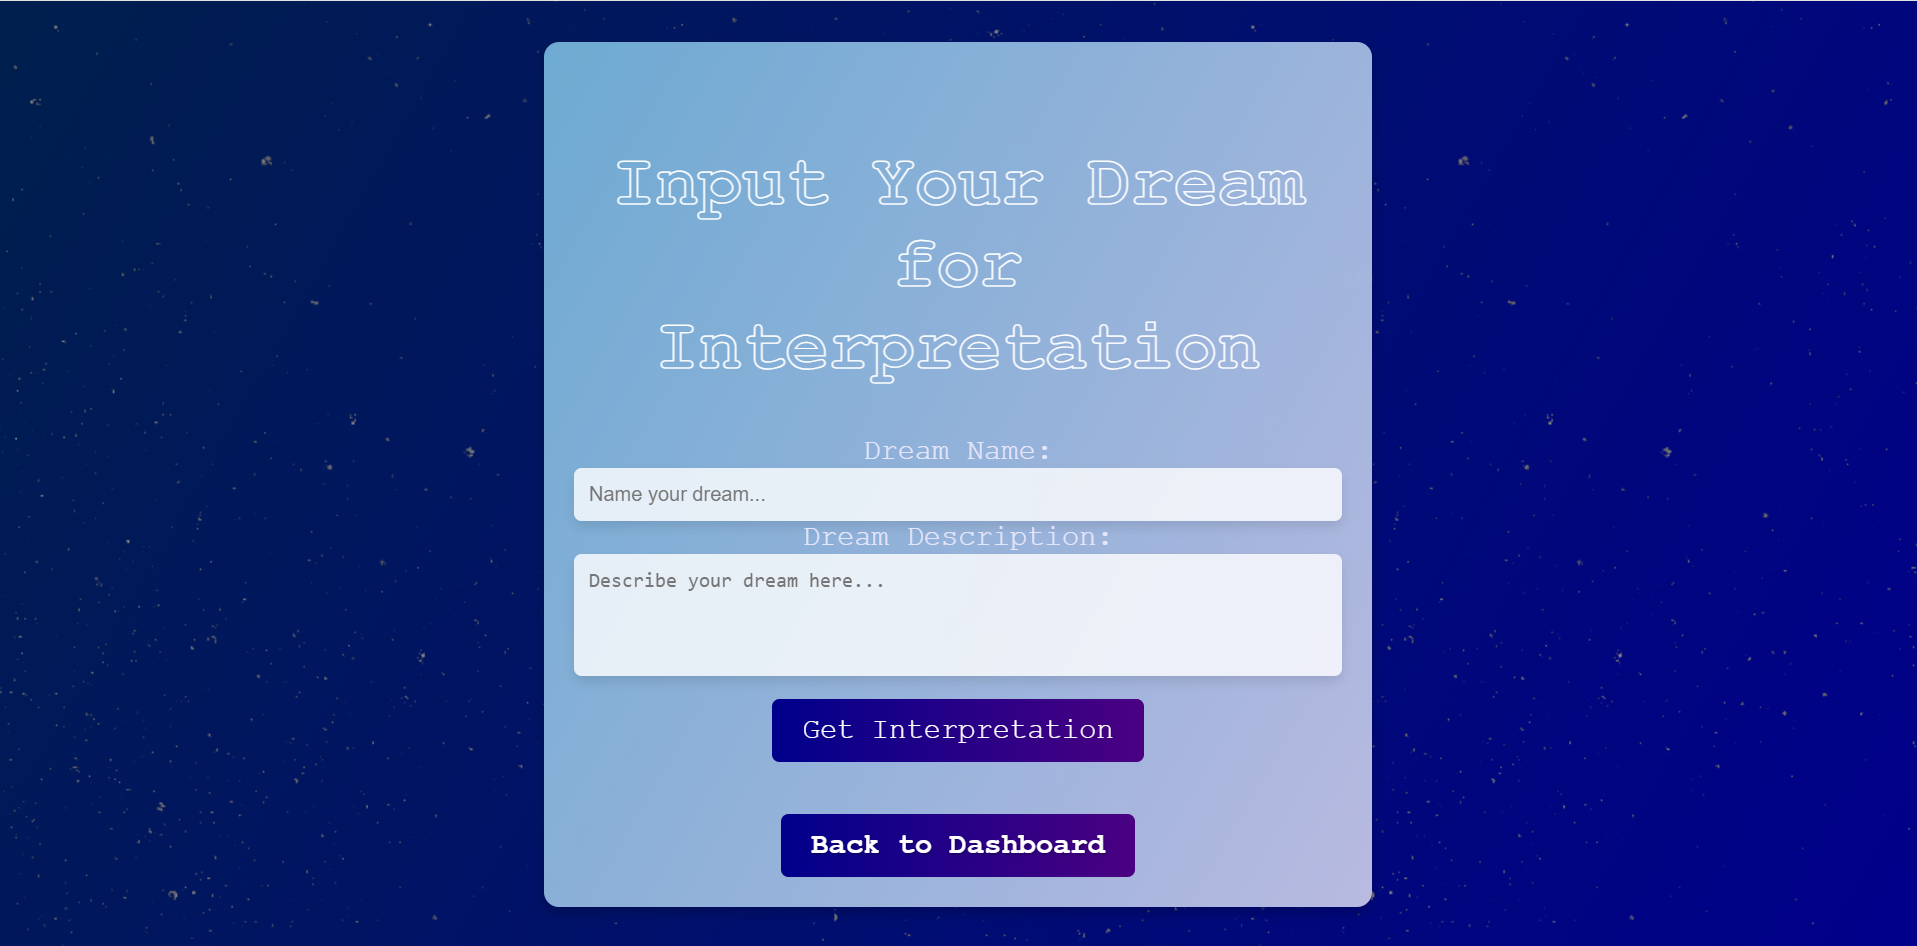 Input Your Dream
for
Interpretation
Dream Name:
Name your dream...
Dream Description:
Describe your dream here...
Get Interpretation
Back to Dashboard